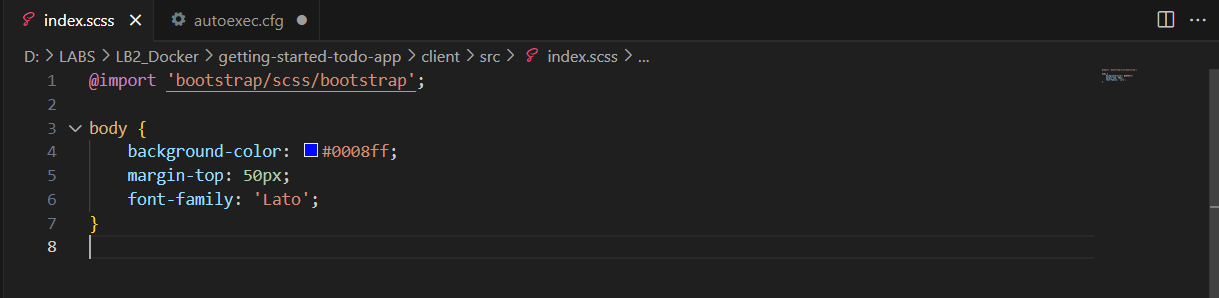 index.scss
autoexec.cfg
D: > LABS > LB2_Docker > getting-started-todo-app > client > src > index.scss > ...
1 @import 'bootstrap/scss/bootstrap';
2
3 body {
4 background-color: #0008ff;
5 margin-top: 50px;
6 font-family: 'Lato';
7 }
8